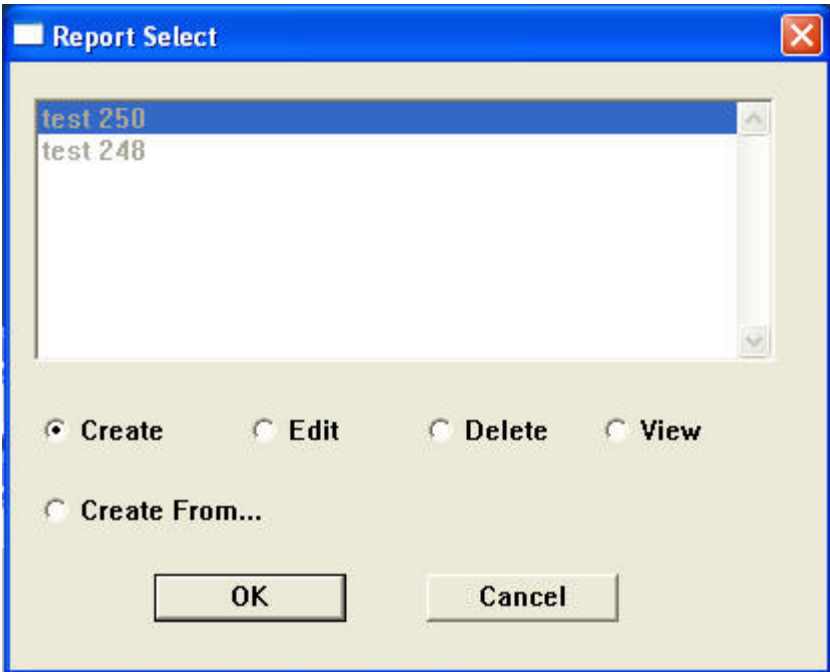 Report Select
test 250
test 248
Create Edit Delete View
Create From...
OK Cancel